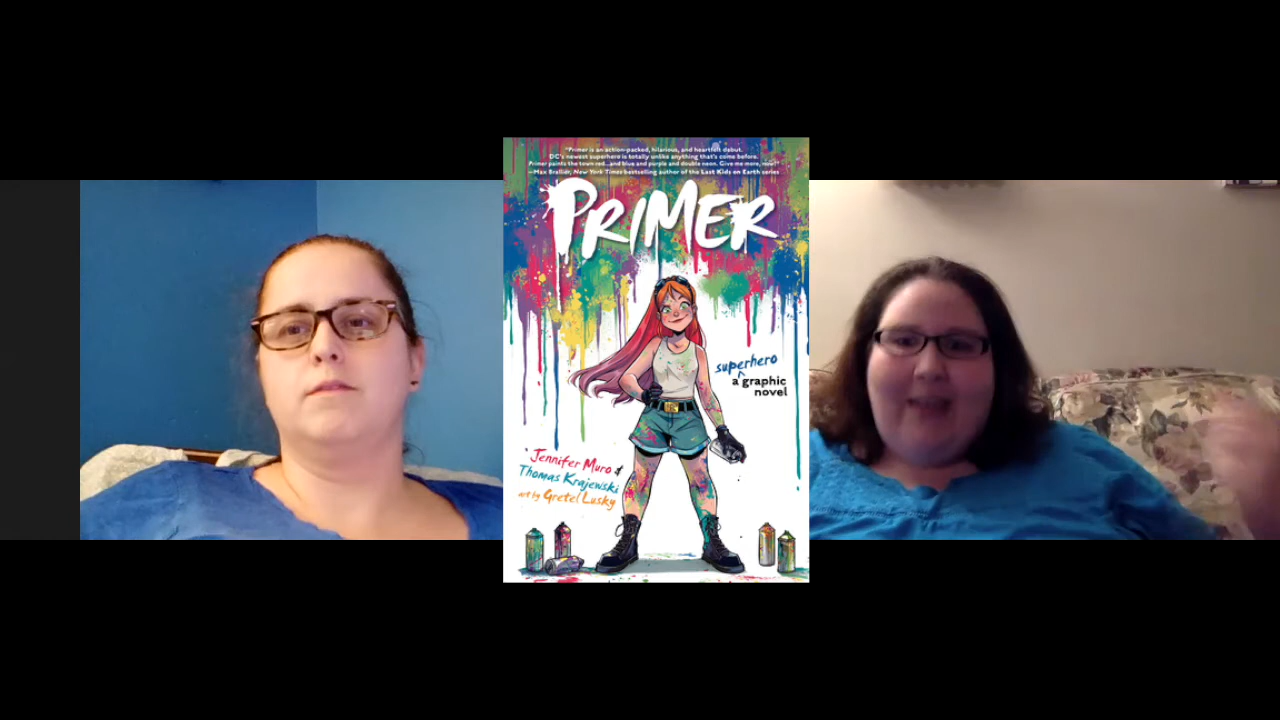 "Primer is an action-packed, hilarious, and heartfelt debut.
DC's newest superhero is totally unlike anything that's come before.
Primer paints the town red...and blue and purple and double neon. Give me more, now!"
—Max Brallier, New York Times bestselling author of the Last Kids on Earth series
PRIMER
superhero
a graphic
novel
Jennifer Muro &
Thomas Krajewski
art by Gretel Lusky